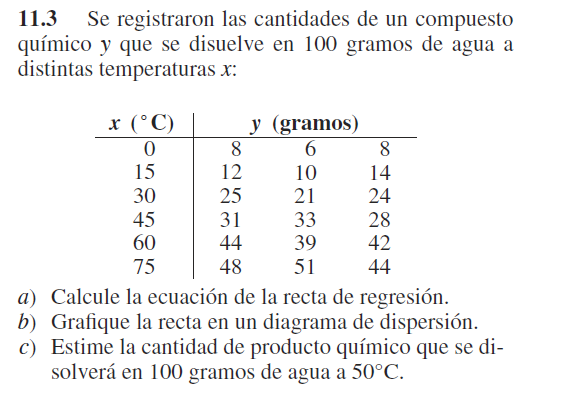 11.3 Se registraron las cantidades de un compuesto
químico y que se disuelve en 100 gramos de agua a
distintas temperaturas x:
x (°C) y (gramos)
0 8 6 8
15 12 10 14
30 25 21 24
45 31 33 28
60 44 39 42
75 48 51 44
a) Calcule la ecuación de la recta de regresión.
b) Grafique la recta en un diagrama de dispersión.
c) Estime la cantidad de producto químico que se di-
solverá en 100 gramos de agua a 50°C.